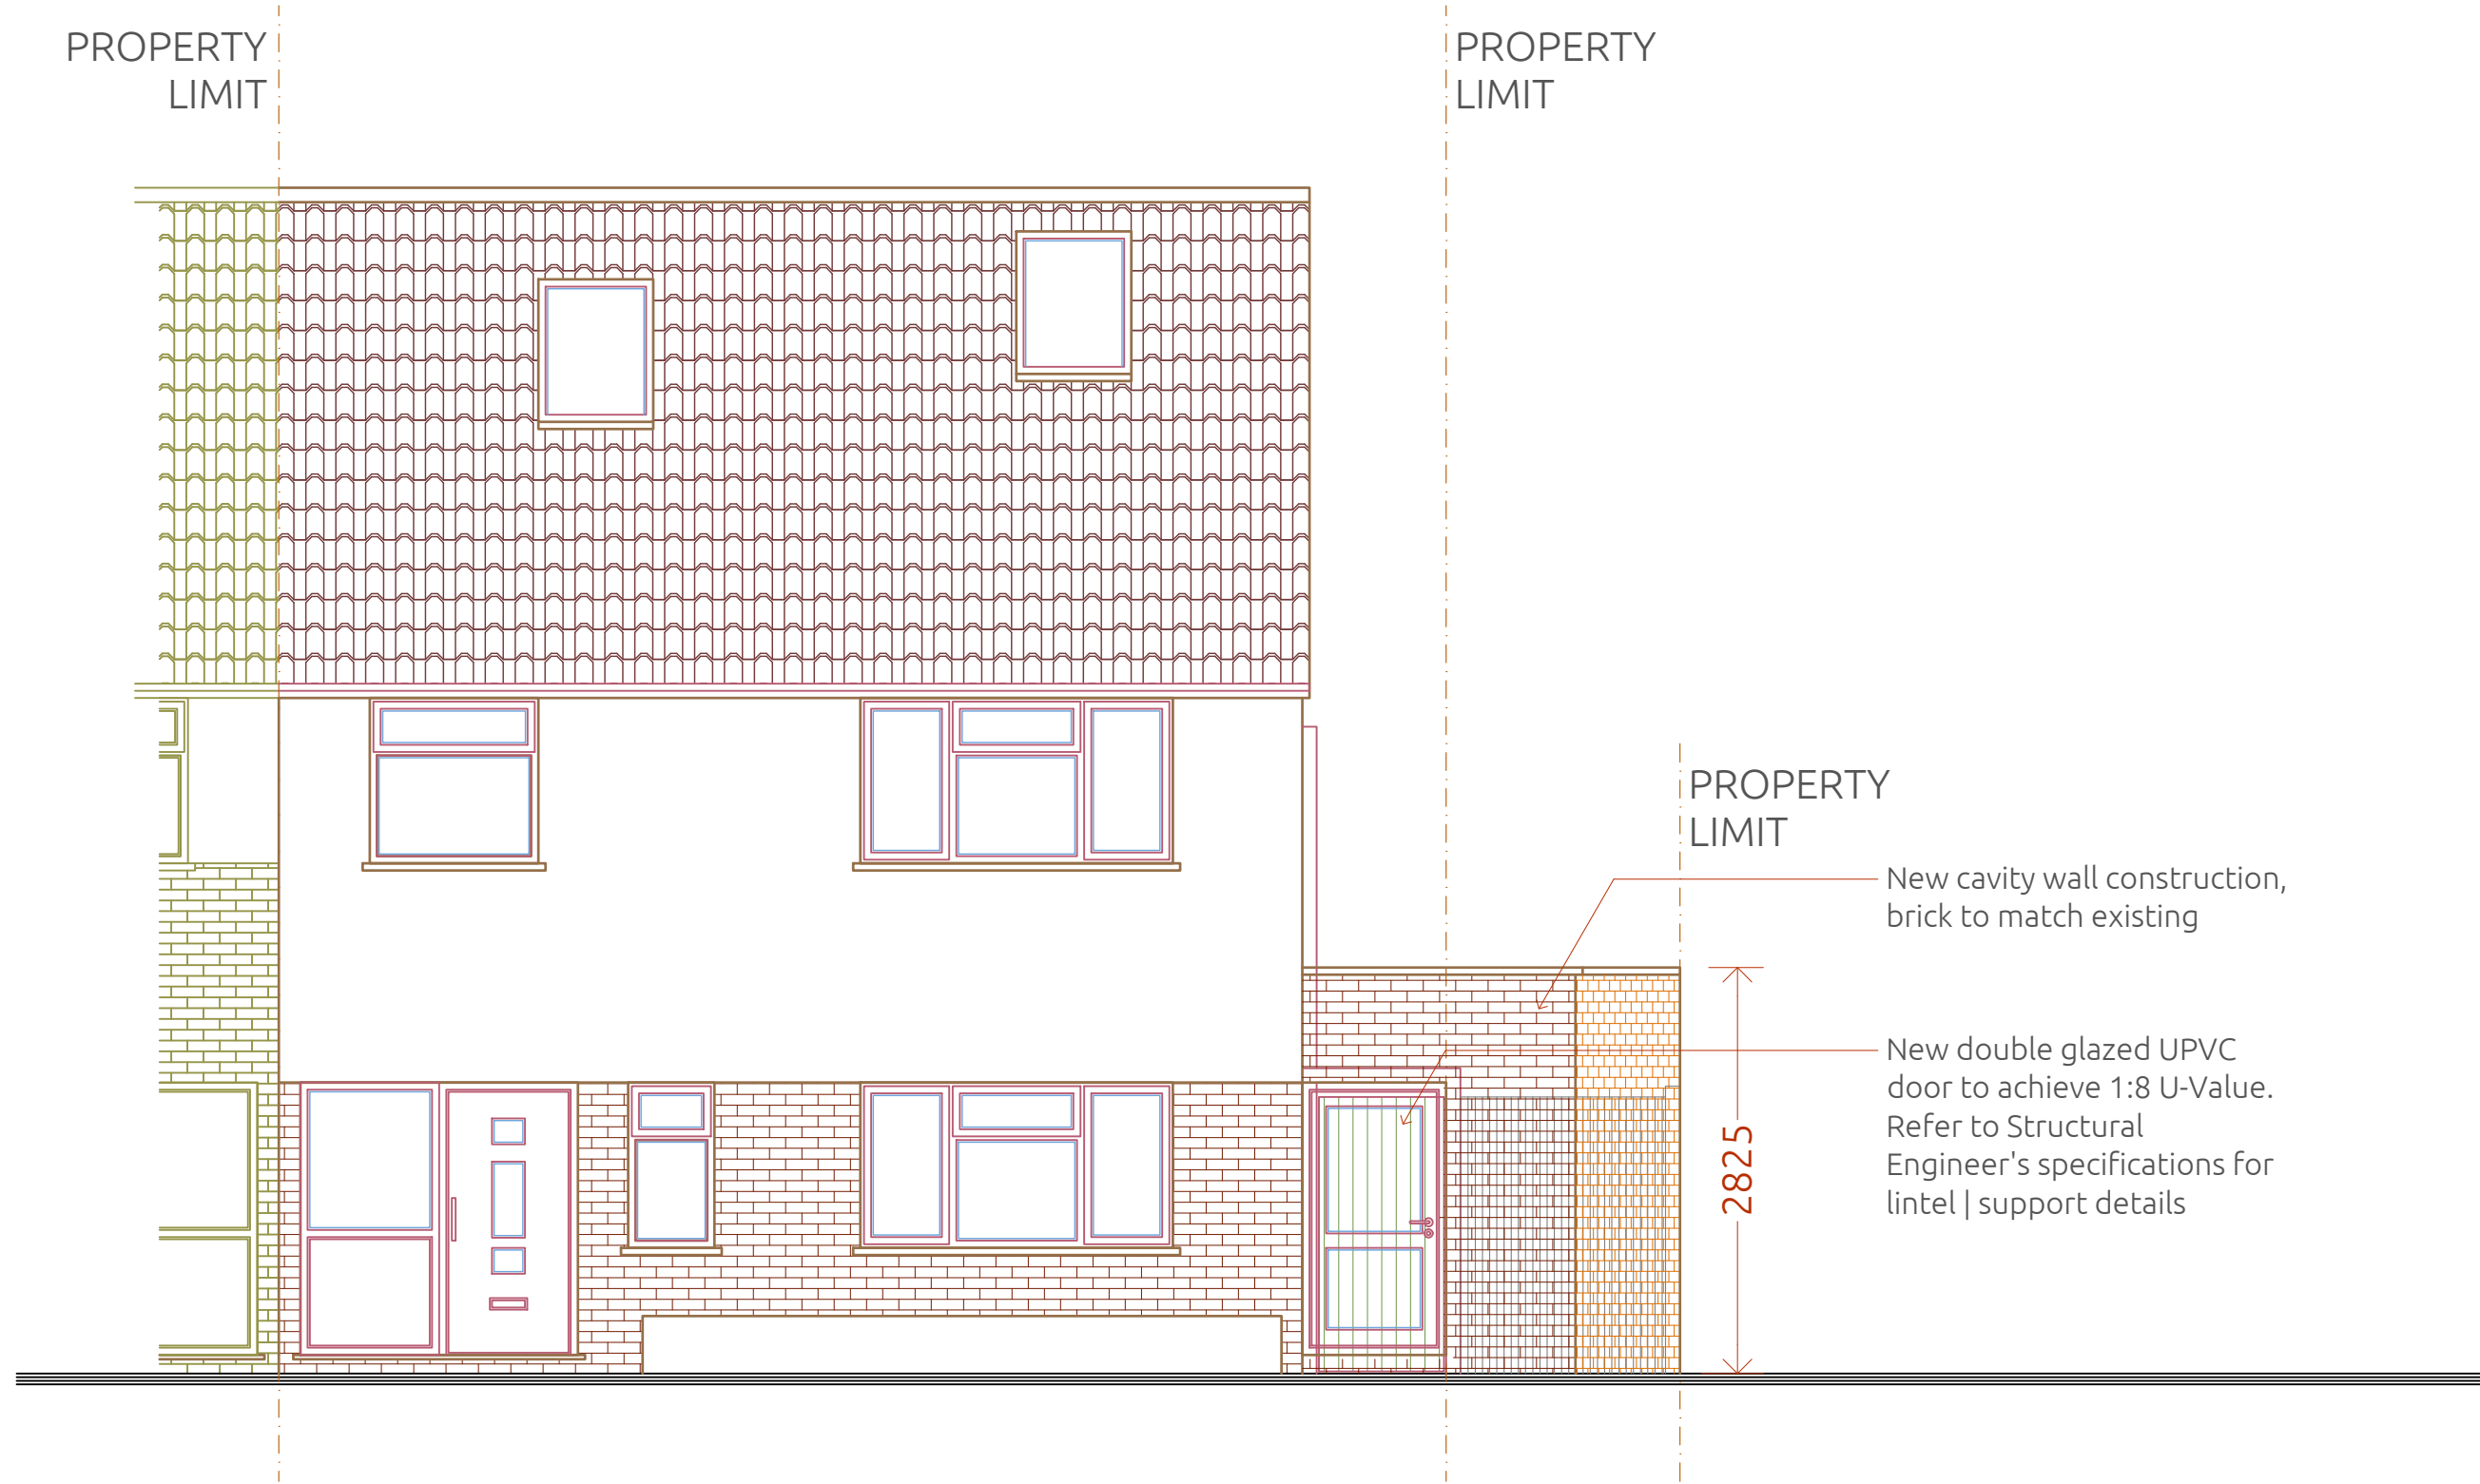 PROPERTY
LIMIT
PROPERTY
LIMIT
PROPERTY
LIMIT
New cavity wall construction,
brick to match existing
New double glazed UPVC
door to achieve 1:8 U-Value.
Refer to Structural
Engineer's specifications for
lintel | support details
2825